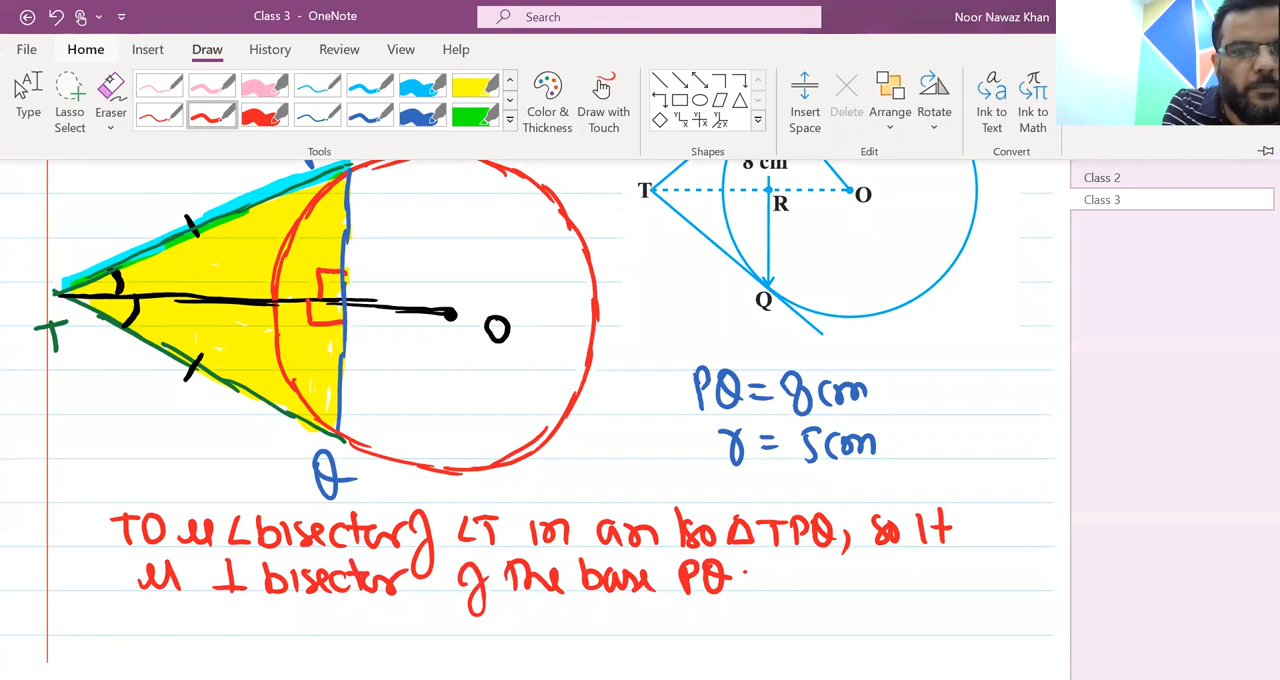 Class 3 - OneNote
Search
Noor Nawaz Khan
File Home Insert Draw History Review View Help
Type
Lasso Select
Eraser
Color & Thickness
Draw with Touch
Insert Space
Delete
Arrange
Rotate
Ink to Text
Ink to Math
Tools
Shapes
Edit
Convert
Class 2
Class 3
8 cm
T
R
O
Q
T
O
Q
PQ = 8cm
r = 5cm
TO is ∠bisector of ∠T in an iso △TPQ, so it
is ⊥ bisector of the base PQ.